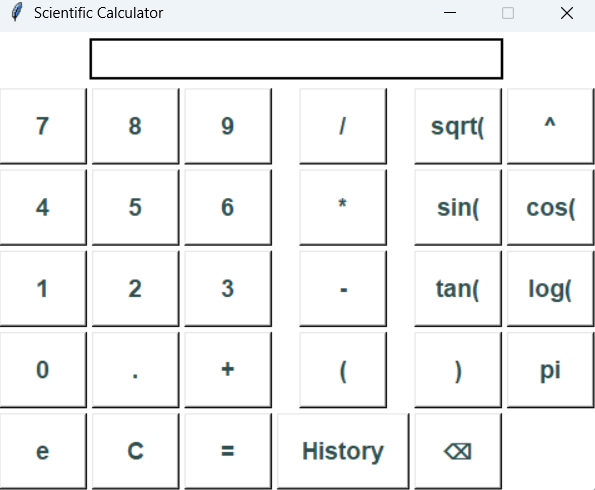 Scientific Calculator
7 8 9 / sqrt( ^
4 5 6 * sin( cos(
1 2 3 - tan( log(
0 . + ( ) pi
e C = History ⌫